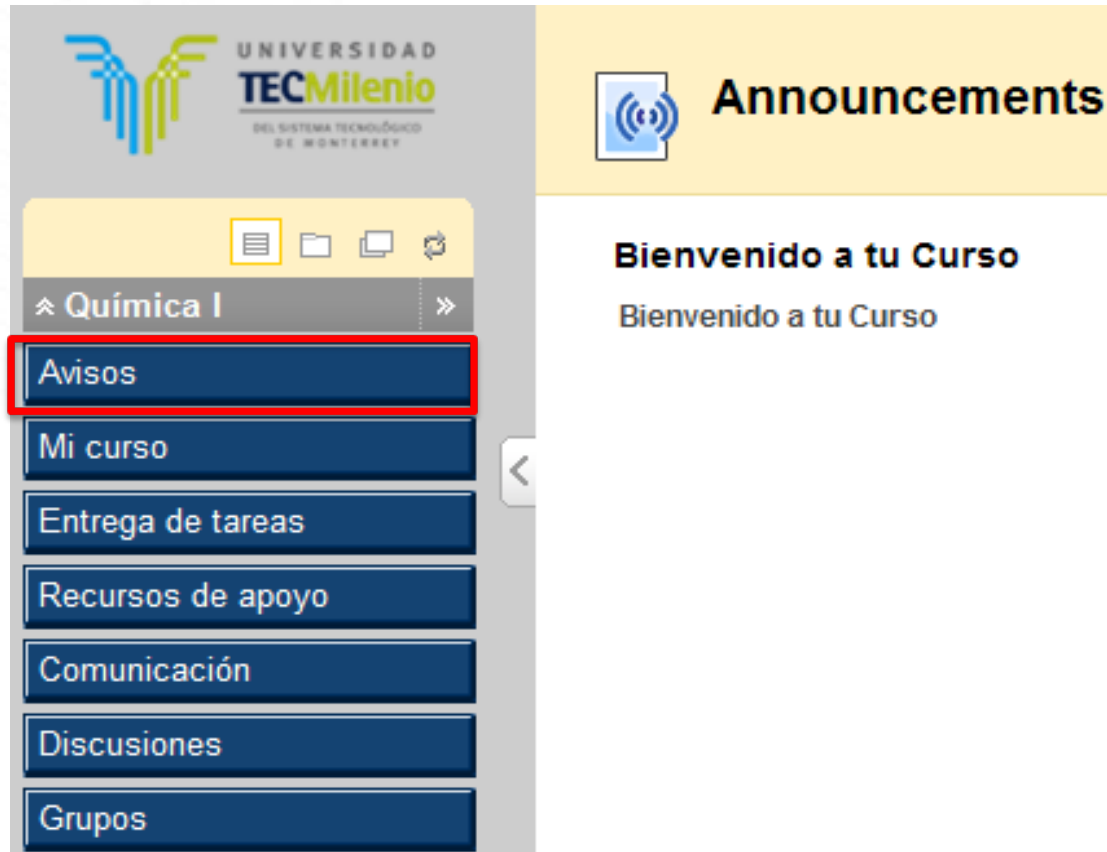 UNIVERSIDAD
TECMilenio
DEL SISTEMA TECNOLÓGICO
DE MONTERREY
Announcements
Química I
Avisos
Mi curso
Entrega de tareas
Recursos de apoyo
Comunicación
Discusiones
Grupos
Bienvenido a tu Curso
Bienvenido a tu Curso